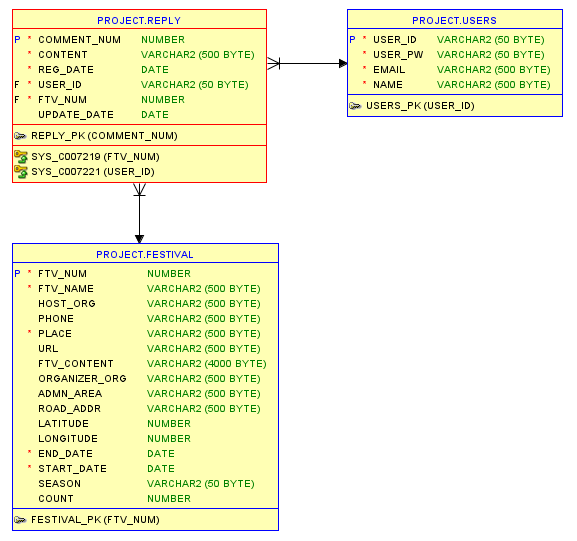 PROJECT.REPLY
P * COMMENT_NUM NUMBER
* CONTENT VARCHAR2 (500 BYTE)
* REG_DATE DATE
F * USER_ID VARCHAR2 (50 BYTE)
F * FTV_NUM NUMBER
UPDATE_DATE DATE
REPLY_PK (COMMENT_NUM)
SYS_C007219 (FTV_NUM)
SYS_C007221 (USER_ID)
PROJECT.USERS
P * USER_ID VARCHAR2 (50 BYTE)
* USER_PW VARCHAR2 (50 BYTE)
* EMAIL VARCHAR2 (500 BYTE)
* NAME VARCHAR2 (500 BYTE)
USERS_PK (USER_ID)
PROJECT.FESTIVAL
P * FTV_NUM NUMBER
* FTV_NAME VARCHAR2 (500 BYTE)
HOST_ORG VARCHAR2 (500 BYTE)
PHONE VARCHAR2 (500 BYTE)
* PLACE VARCHAR2 (500 BYTE)
URL VARCHAR2 (500 BYTE)
FTV_CONTENT VARCHAR2 (4000 BYTE)
ORGANIZER_ORG VARCHAR2 (500 BYTE)
ADMN_AREA VARCHAR2 (500 BYTE)
ROAD_ADDR VARCHAR2 (500 BYTE)
LATITUDE NUMBER
LONGITUDE NUMBER
* END_DATE DATE
* START_DATE DATE
SEASON VARCHAR2 (50 BYTE)
COUNT NUMBER
FESTIVAL_PK (FTV_NUM)